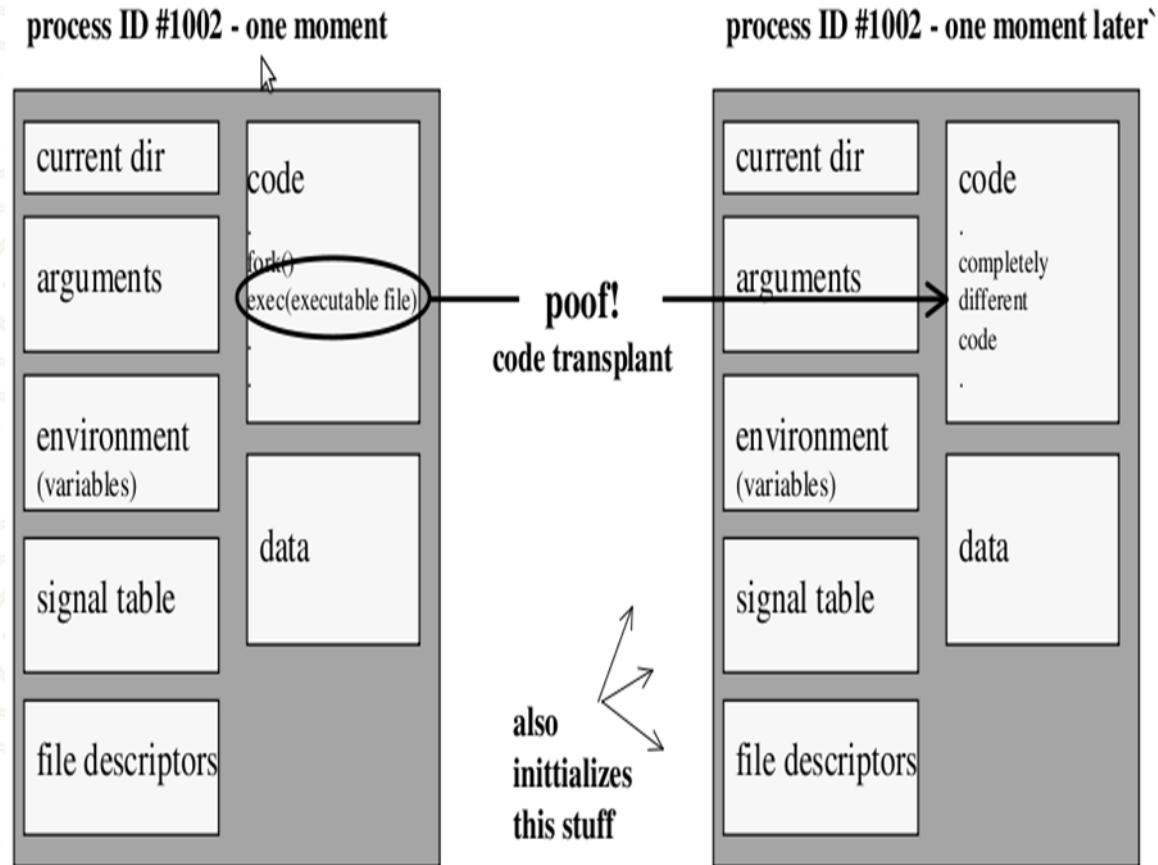 process ID #1002 - one moment
current dir
arguments
environment
(variables)
signal table
file descriptors
code
.
fork()
exec(executable file)
.
.
data
poof!
code transplant
also
inittializes
this stuff
process ID #1002 - one moment later`
current dir
arguments
environment
(variables)
signal table
file descriptors
code
.
completely
different
code
.
data